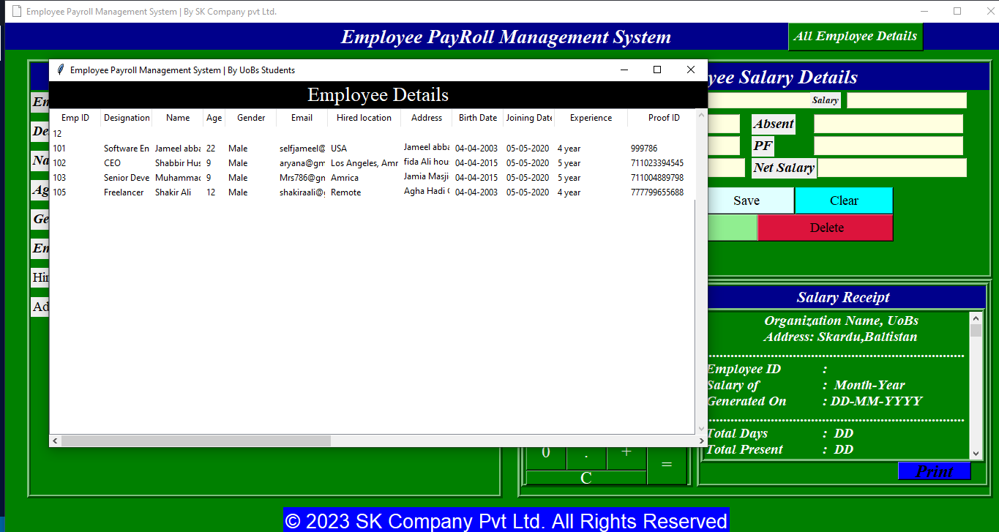 Employee Payroll Management System | By SK Company pvt Ltd.
Employee PayRoll Management System
All Employee Details
Employee Payroll Management System | By UoBs Students
Employee Details
Emp ID Designation Name Age Gender Email Hired location Address Birth Date Joining Date Experience Proof ID
12
101 Software En Jameel abba 22 Male selfjameel@ USA Jameel abba 04-04-2003 05-05-2020 4 year 999786
102 CEO Shabbir Hus 9 Male aryana@gm Los Angeles, Amr fida Ali hou 04-04-2015 05-05-2020 5 year 711023394545
103 Senior Deve Muhammad 9 Male Mrs786@gn Amrica Jamia Masji 04-04-2015 05-05-2020 5 year 711004889798
105 Freelancer Shakir Ali 12 Male shakiraali@ Remote Agha Hadi 04-04-2003 05-05-2020 4 year 777799655688
En
De
Na
Ag
Ge
En
Hir
Ad
yee Salary Details
Salary
Absent
PF
Net Salary
Save Clear
Delete
Salary Receipt
Organization Name, UoBs
Address: Skardu,Baltistan
Employee ID :
Salary of : Month-Year
Generated On : DD-MM-YYYY
Total Days : DD
Total Present : DD
Print
0 . + =
C
© 2023 SK Company Pvt Ltd. All Rights Reserved